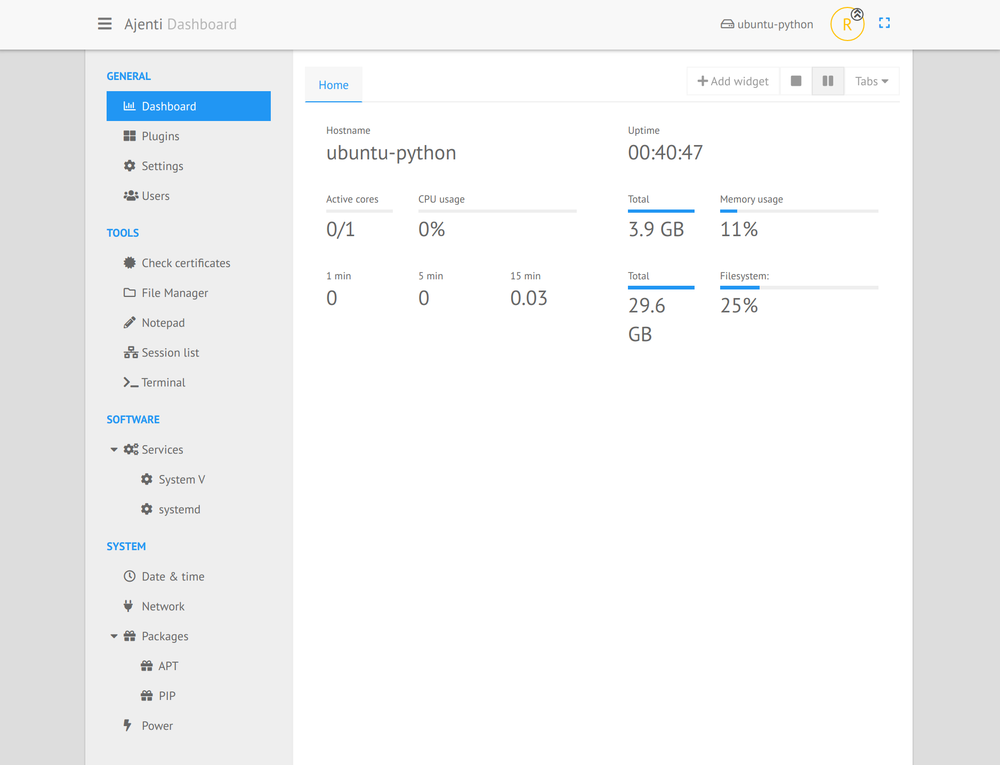 Ajenti Dashboard
ubuntu-python
R
GENERAL
Dashboard
Plugins
Settings
Users
TOOLS
Check certificates
File Manager
Notepad
Session list
Terminal
SOFTWARE
Services
System V
systemd
SYSTEM
Date & time
Network
Packages
APT
PIP
Power
Home
Add widget
Tabs
Hostname
ubuntu-python
Uptime
00:40:47
Active cores
0/1
CPU usage
0%
Total
3.9 GB
Memory usage
11%
1 min
0
5 min
0
15 min
0.03
Total
29.6
GB
Filesystem:
25%